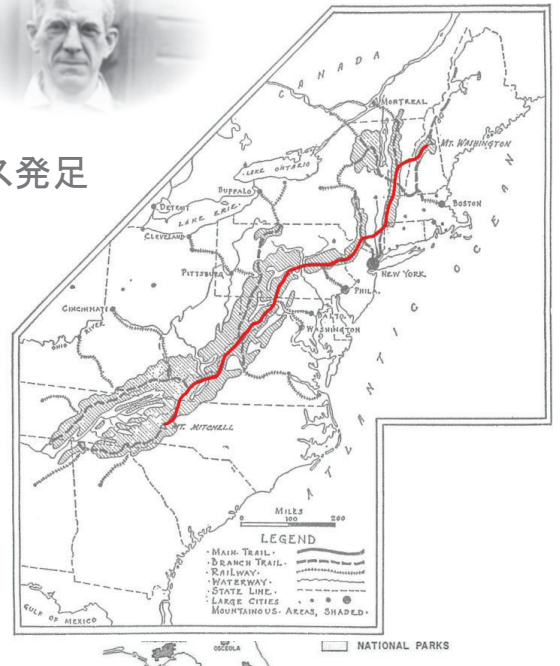 ス発足
CANADA
MONTREAL
MT. WASHINGTON
LAKE ONTARIO
BUFFALO
BOSTON
DETROIT
LAKE ERIE
CLEVELAND
NEW YORK
PITTSBURG
PHILA.
CINCINNATI
BALTO.
WASHINGTON
OHIO RIVER
ATLANTIC OCEAN
MT. MITCHELL
MILES
0 100 200
LEGEND
· MAIN TRAIL ·
· BRANCH TRAIL ·
· RAILWAY ·
· WATERWAY ·
· STATE LINE ·
· LARGE CITIES
MOUNTAINOUS AREAS, SHADED ·
GULF OF MEXICO
OSCEOLA
NATIONAL PARKS